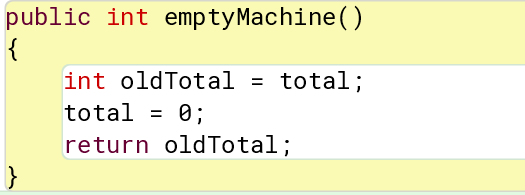 public int emptyMachine()
{
int oldTotal = total;
total = 0;
return oldTotal;
}